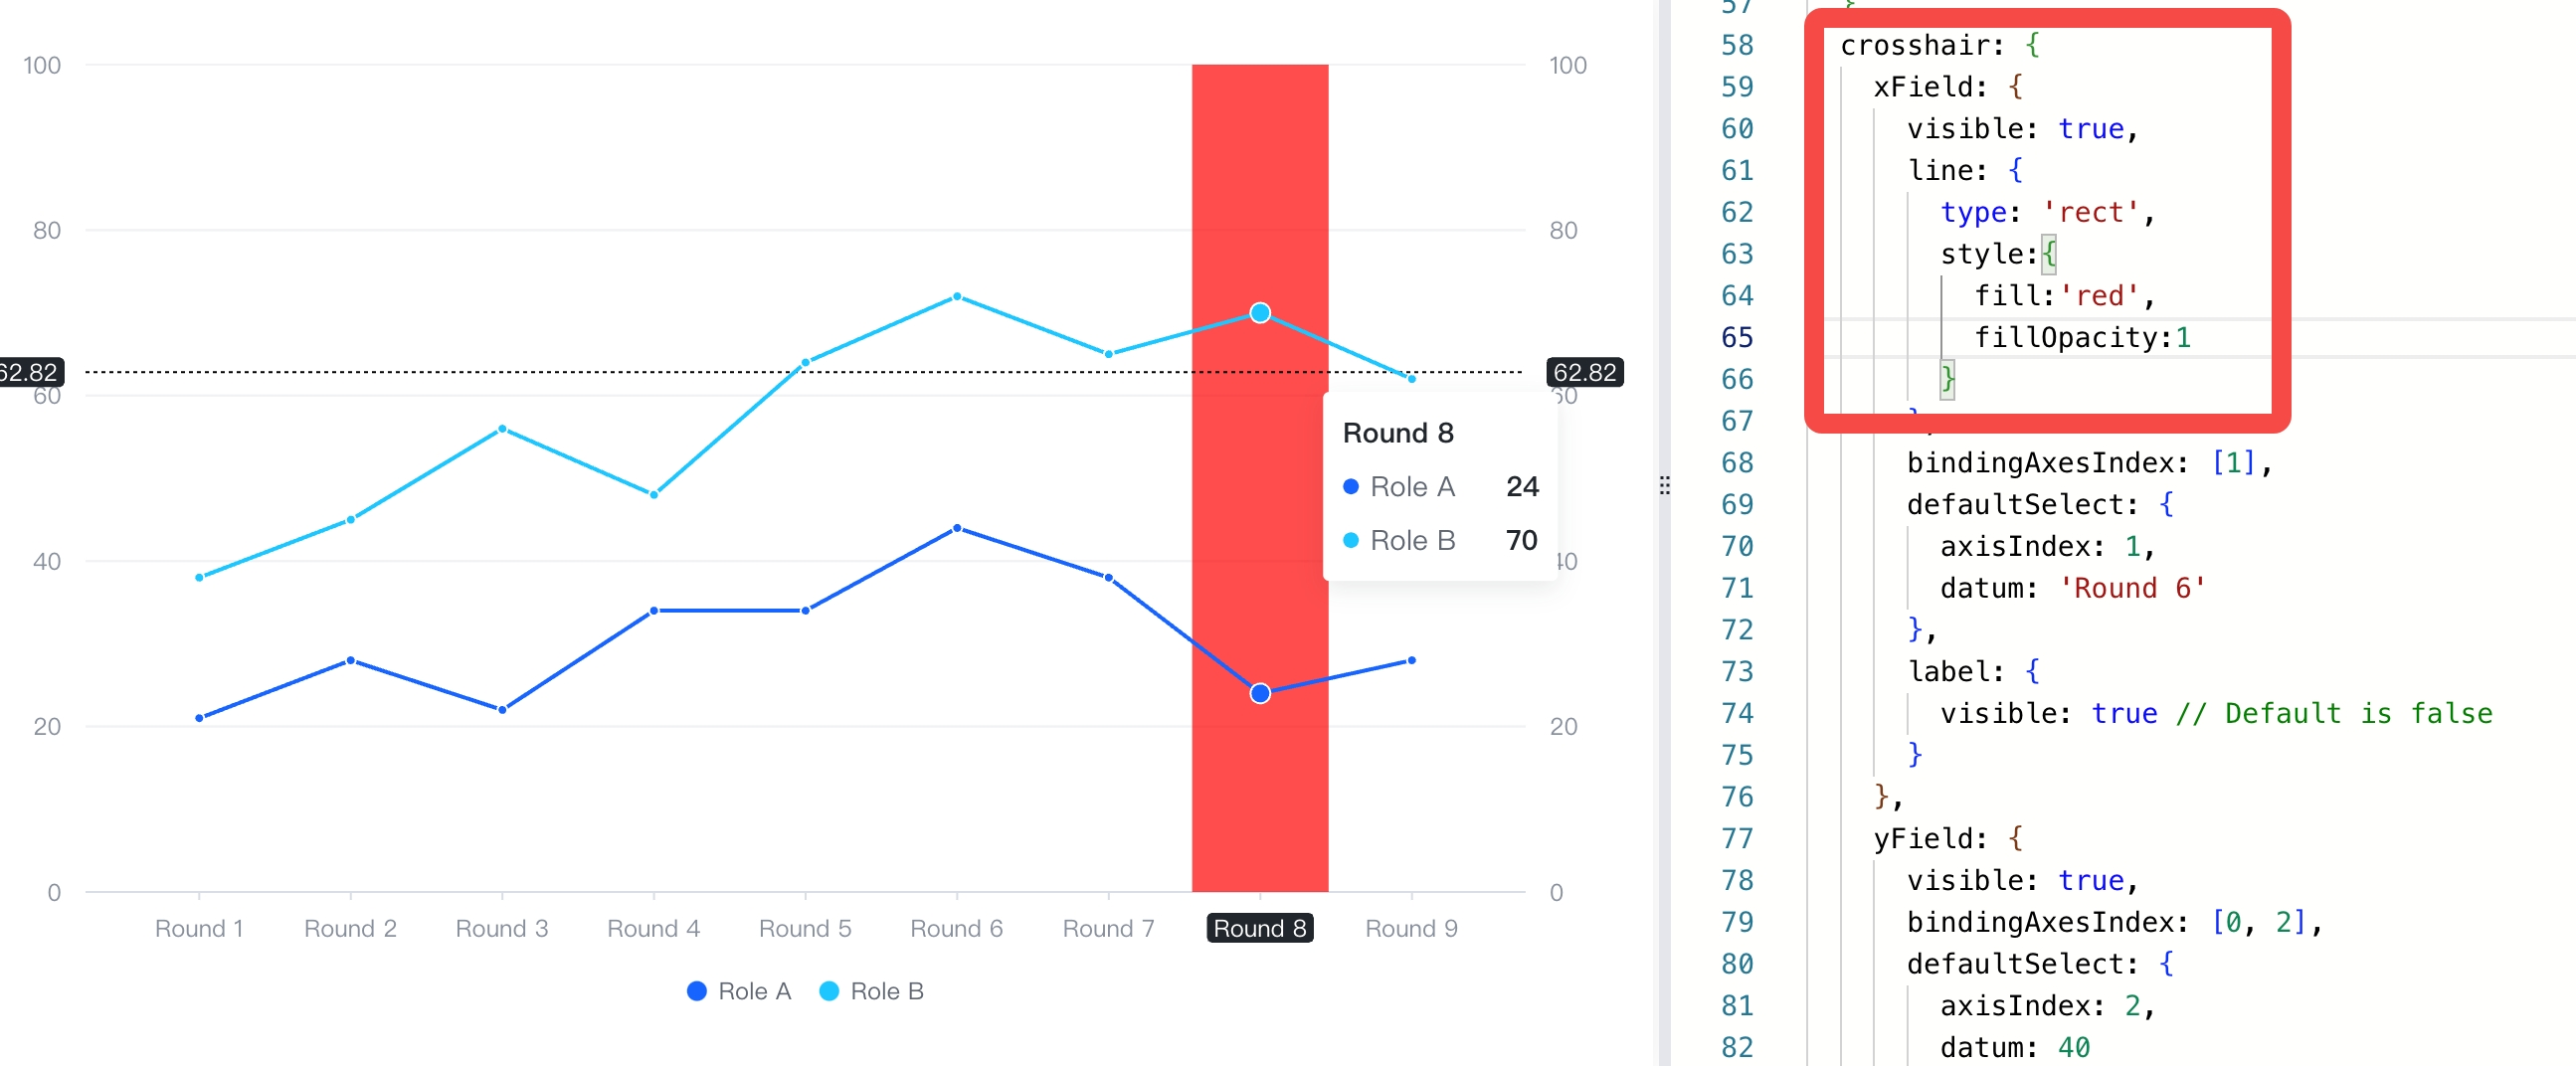 100
80
62.82
60
40
20
0
100
80
62.82
60
40
20
0
Round 8
Role A 24
Role B 70
Round 1 Round 2 Round 3 Round 4 Round 5 Round 6 Round 7 Round 8 Round 9
Role A Role B
57 }
58 crosshair: {
59 xField: {
60 visible: true,
61 line: {
62 type: 'rect',
63 style:{
64 fill:'red',
65 fillOpacity:1
66 }
67 },
68 bindingAxesIndex: [1],
69 defaultSelect: {
70 axisIndex: 1,
71 datum: 'Round 6'
72 },
73 label: {
74 visible: true // Default is false
75 }
76 },
77 yField: {
78 visible: true,
79 bindingAxesIndex: [0, 2],
80 defaultSelect: {
81 axisIndex: 2,
82 datum: 40